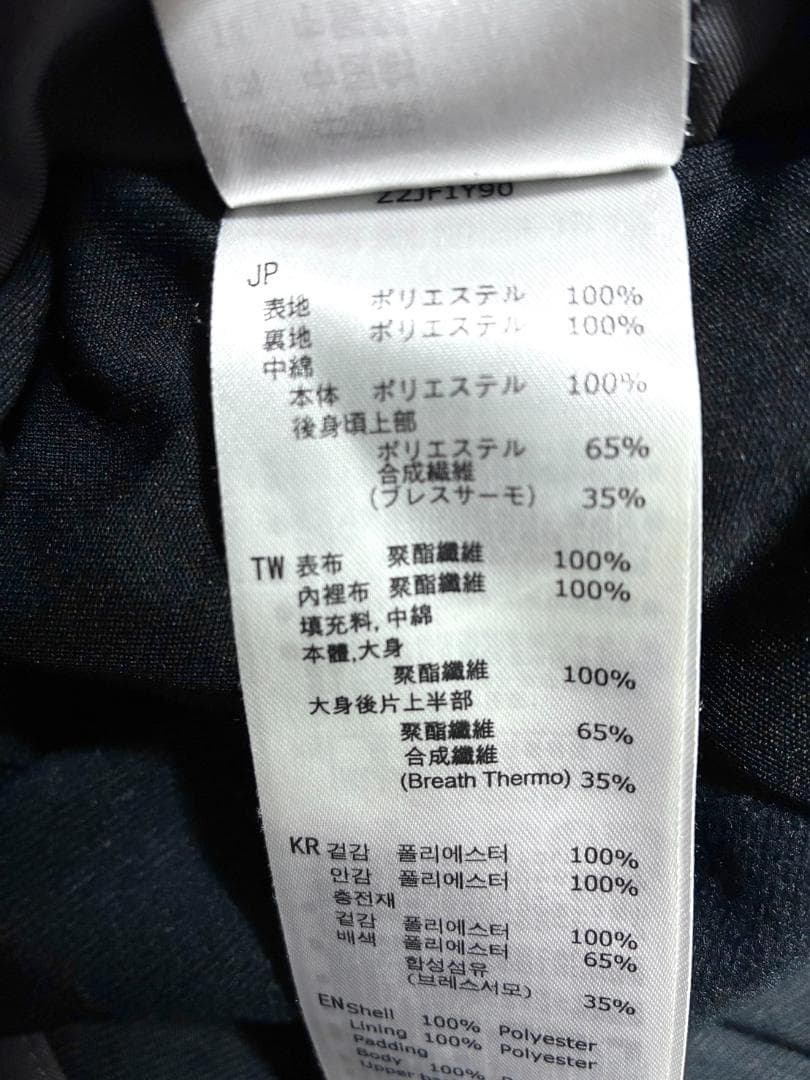 Z2JF1Y90
JP
表地 ポリエステル 100%
裏地 ポリエステル 100%
中綿
本体 ポリエステル 100%
後身頃上部
ポリエステル 65%
合成繊維
(ブレスサーモ) 35%
TW 表布 聚酯纖維 100%
內裡布 聚酯纖維 100%
填充料,中綿
本體,大身
聚酯纖維 100%
大身後片上半部
聚酯纖維 65%
合成纖維
(Breath Thermo) 35%
KR 겉감 폴리에스터 100%
안감 폴리에스터 100%
충전재
겉감 폴리에스터 100%
배색 폴리에스터 65%
합성섬유
(브레스서모) 35%
EN Shell 100% Polyester
Lining 100% Polyester
Padding
Body 100%
Upper